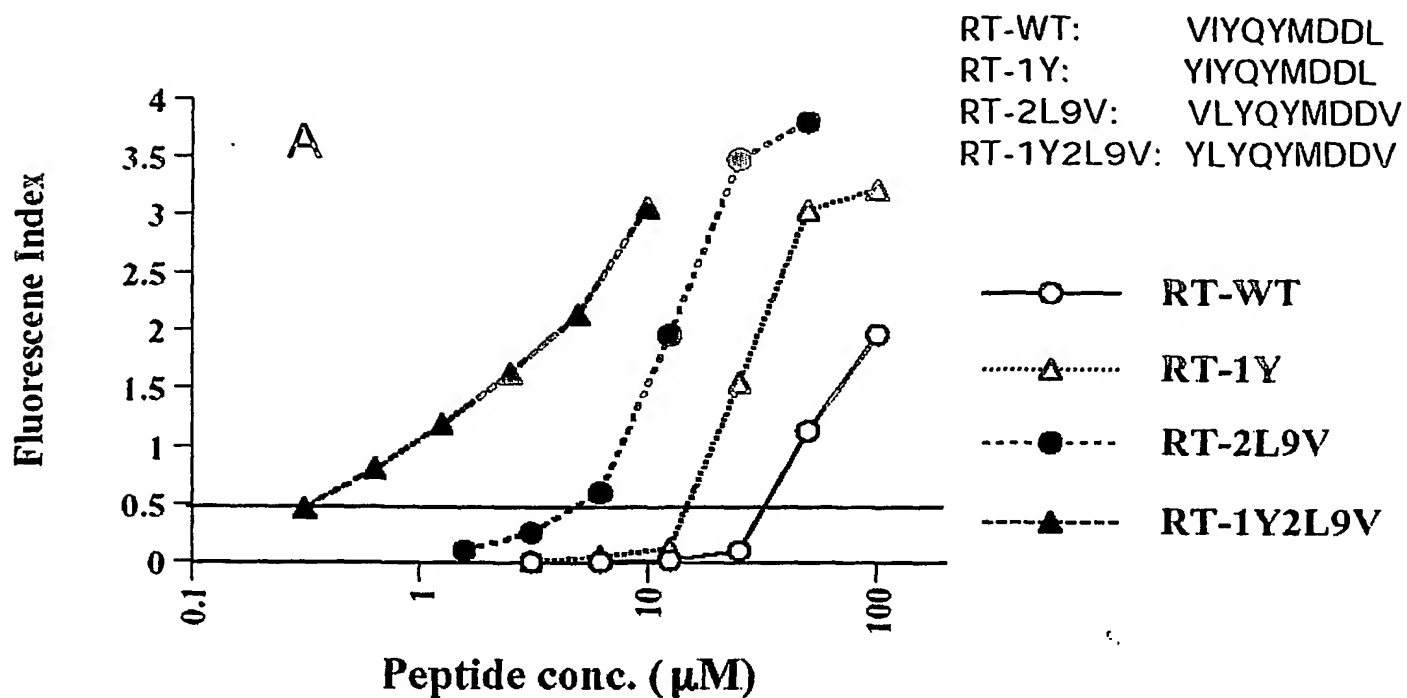 RT-WT: VIYQYMDDL
RT-1Y: YIYQYMDDL
RT-2L9V: VLYQYMDDV
RT-1Y2L9V: YLYQYMDDV
A
Fluorescene Index
4
3.5
3
2.5
2
1.5
1
0.5
0
0.1
1
10
100
Peptide conc. (μM)
RT-WT
RT-1Y
RT-2L9V
RT-1Y2L9V